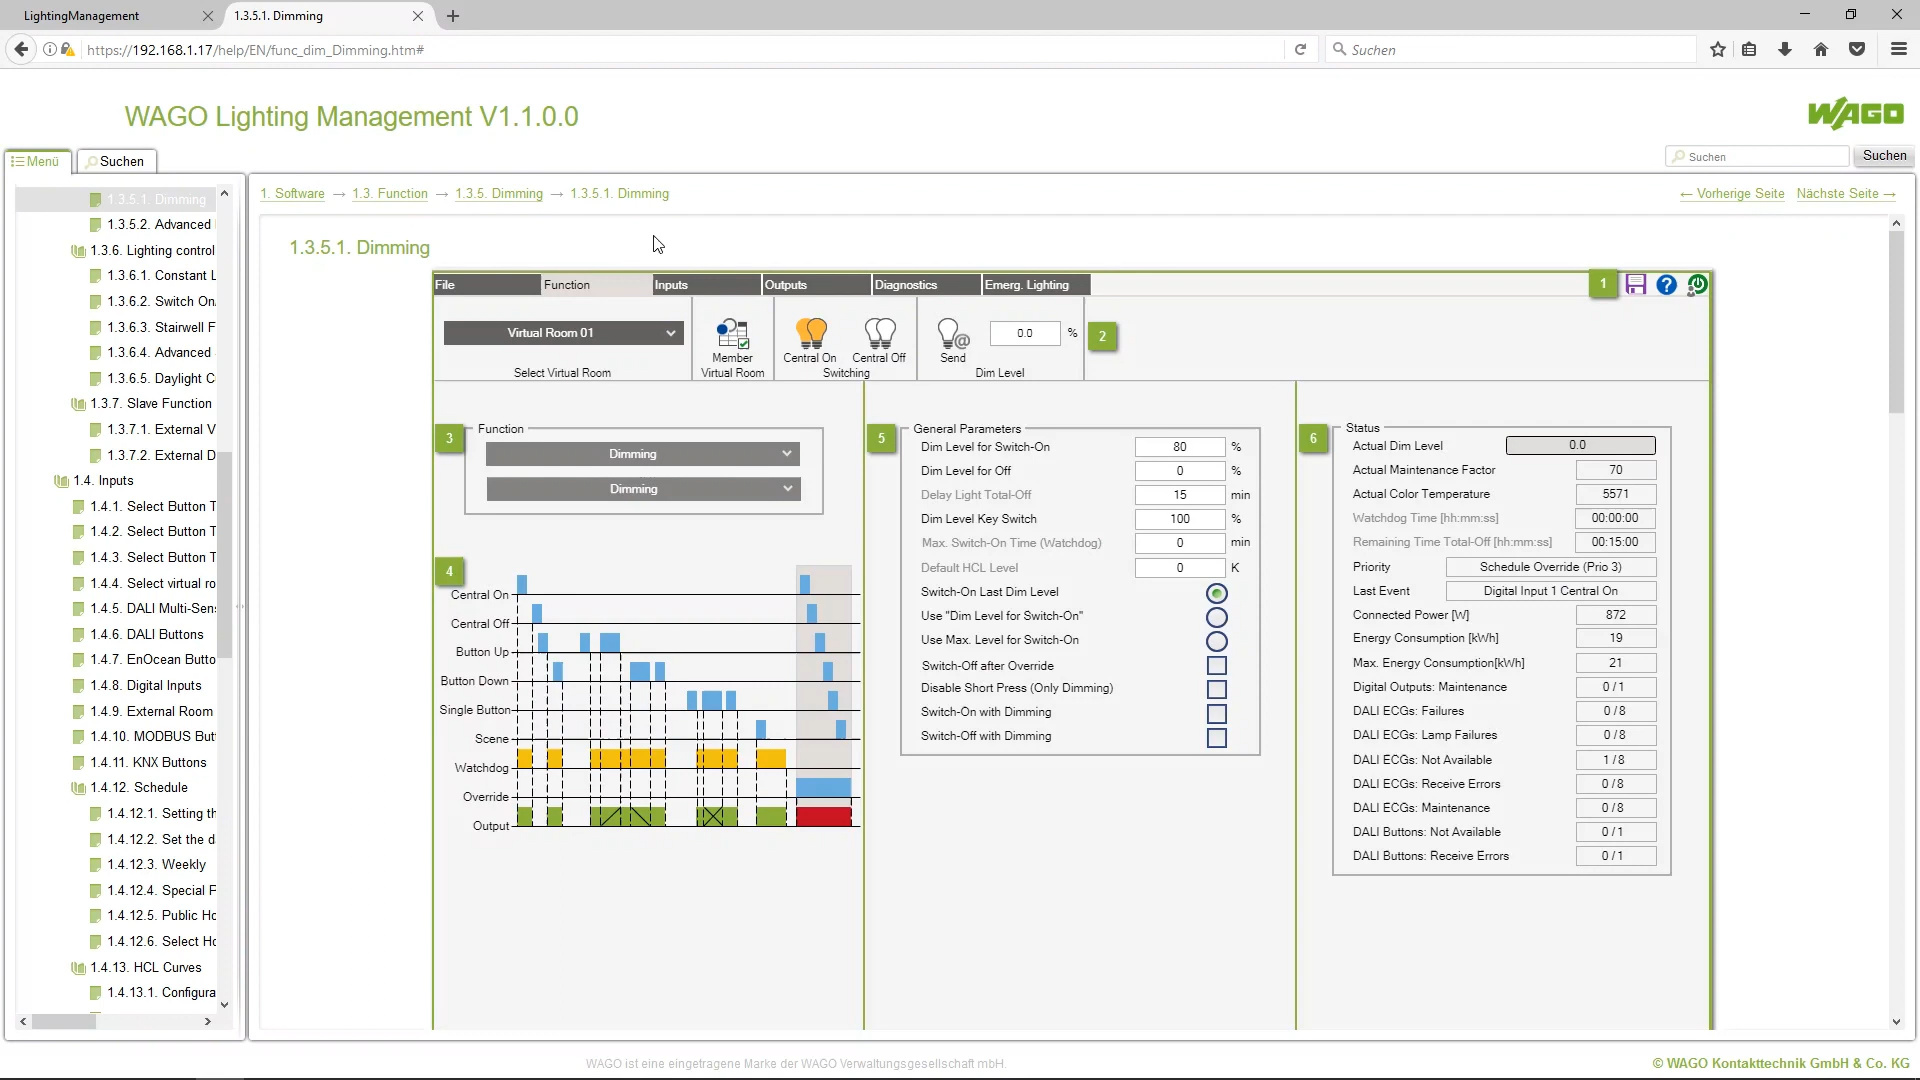 LightingManagement
1.3.5.1. Dimming
https://192.168.1.17/help/EN/func_dim_Dimming.htm#
Suchen
WAGO Lighting Management V1.1.0.0
WAGO
Menü
Suchen
Suchen
Suchen
1.3.5.1. Dimming
1.3.5.2. Advanced
1.3.6. Lighting control
1.3.6.1. Constant L
1.3.6.2. Switch On
1.3.6.3. Stairwell F
1.3.6.4. Advanced
1.3.6.5. Daylight C
1.3.7. Slave Function
1.3.7.1. External V
1.3.7.2. External D
1.4. Inputs
1.4.1. Select Button T
1.4.2. Select Button T
1.4.3. Select Button T
1.4.4. Select virtual ro
1.4.5. DALI Multi-Sens
1.4.6. DALI Buttons
1.4.7. EnOcean Butto
1.4.8. Digital Inputs
1.4.9. External Room
1.4.10. MODBUS But
1.4.11. KNX Buttons
1.4.12. Schedule
1.4.12.1. Setting th
1.4.12.2. Set the d
1.4.12.3. Weekly
1.4.12.4. Special F
1.4.12.5. Public Ho
1.4.12.6. Select Ho
1.4.13. HCL Curves
1.4.13.1. Configura
1. Software → 1.3. Function → 1.3.5. Dimming → 1.3.5.1. Dimming
← Vorherige Seite
Nächste Seite →
1.3.5.1. Dimming
File
Function
Inputs
Outputs
Diagnostics
Emerg. Lighting
1
Virtual Room 01
Select Virtual Room
Member
Virtual Room
Central On
Central Off
Switching
Send
0.0 %
Dim Level
2
3
Function
Dimming
Dimming
4
Central On
Central Off
Button Up
Button Down
Single Button
Scene
Watchdog
Override
Output
5
General Parameters
Dim Level for Switch-On 80 %
Dim Level for Off 0 %
Delay Light Total-Off 15 min
Dim Level Key Switch 100 %
Max. Switch-On Time (Watchdog) 0 min
Default HCL Level 0 K
Switch-On Last Dim Level
Use "Dim Level for Switch-On"
Use Max. Level for Switch-On
Switch-Off after Override
Disable Short Press (Only Dimming)
Switch-On with Dimming
Switch-Off with Dimming
6
Status
Actual Dim Level 0.0
Actual Maintenance Factor 70
Actual Color Temperature 5571
Watchdog Time [hh:mm:ss] 00:00:00
Remaining Time Total-Off [hh:mm:ss] 00:15:00
Priority Schedule Override (Prio 3)
Last Event Digital Input 1 Central On
Connected Power [W] 872
Energy Consumption [kWh] 19
Max. Energy Consumption[kWh] 21
Digital Outputs: Maintenance 0 / 1
DALI ECGs: Failures 0 / 8
DALI ECGs: Lamp Failures 0 / 8
DALI ECGs: Not Available 1 / 8
DALI ECGs: Receive Errors 0 / 8
DALI ECGs: Maintenance 0 / 8
DALI Buttons: Not Available 0 / 1
DALI Buttons: Receive Errors 0 / 1
WAGO ist eine eingetragene Marke der WAGO Verwaltungsgesellschaft mbH.
© WAGO Kontakttechnik GmbH & Co. KG